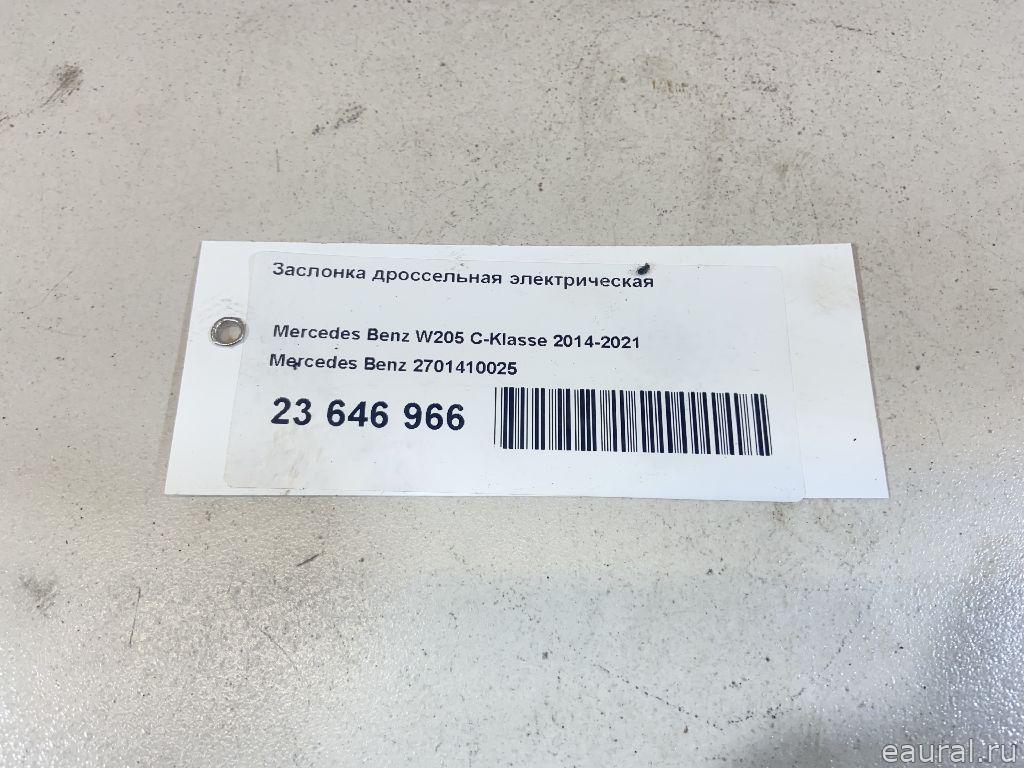 Заслонка дроссельная электрическая
Mercedes Benz W205 C-Klasse 2014-2021
Mercedes Benz 2701410025
23 646 966
eaural.ru